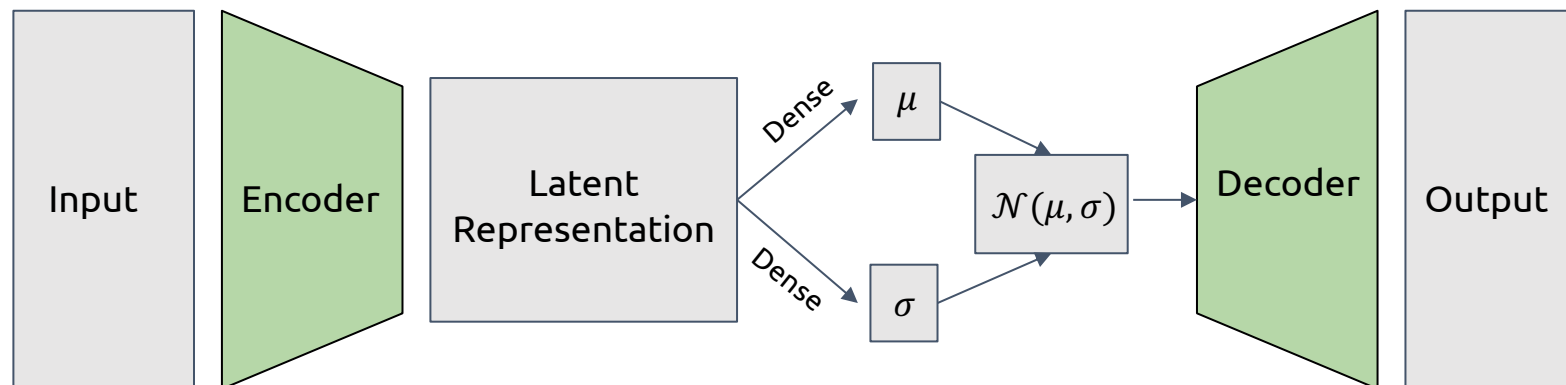 Input
Encoder
Latent
Representation
Dense
Dense
μ
σ
𝒩(μ, σ)
Decoder
Output